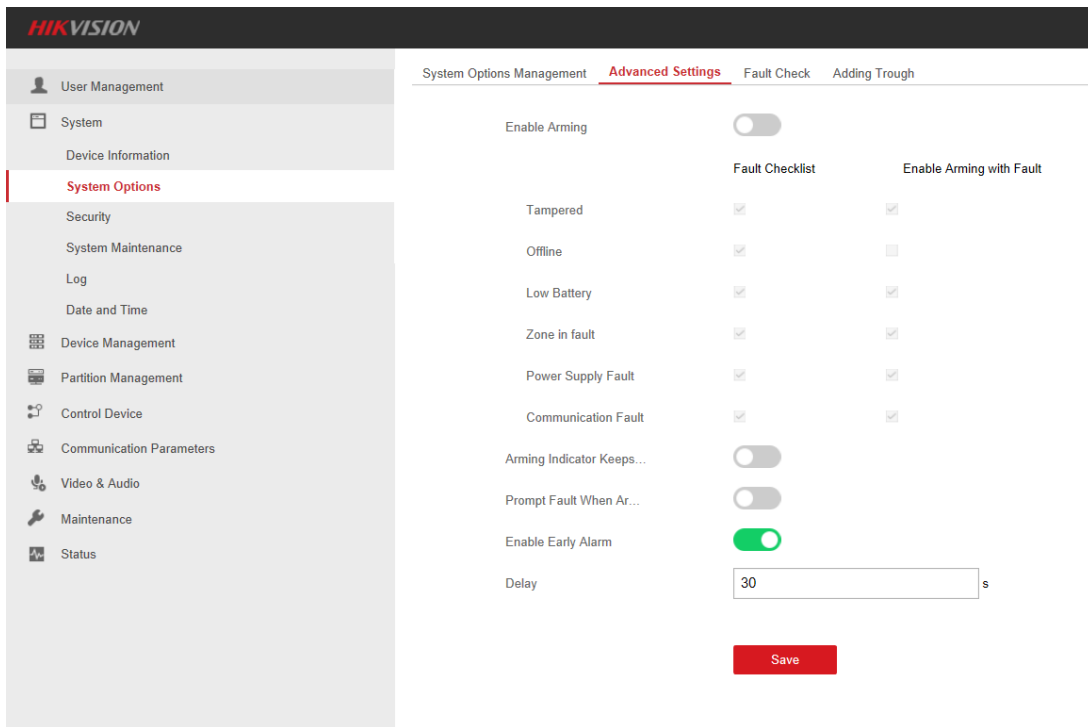 HIKVISION
User Management
System
Device Information
System Options
Security
System Maintenance
Log
Date and Time
Device Management
Partition Management
Control Device
Communication Parameters
Video & Audio
Maintenance
Status
System Options Management Advanced Settings Fault Check Adding Trough
Enable Arming
Fault Checklist Enable Arming with Fault
Tampered
Offline
Low Battery
Zone in fault
Power Supply Fault
Communication Fault
Arming Indicator Keeps...
Prompt Fault When Ar...
Enable Early Alarm
Delay 30 s
Save